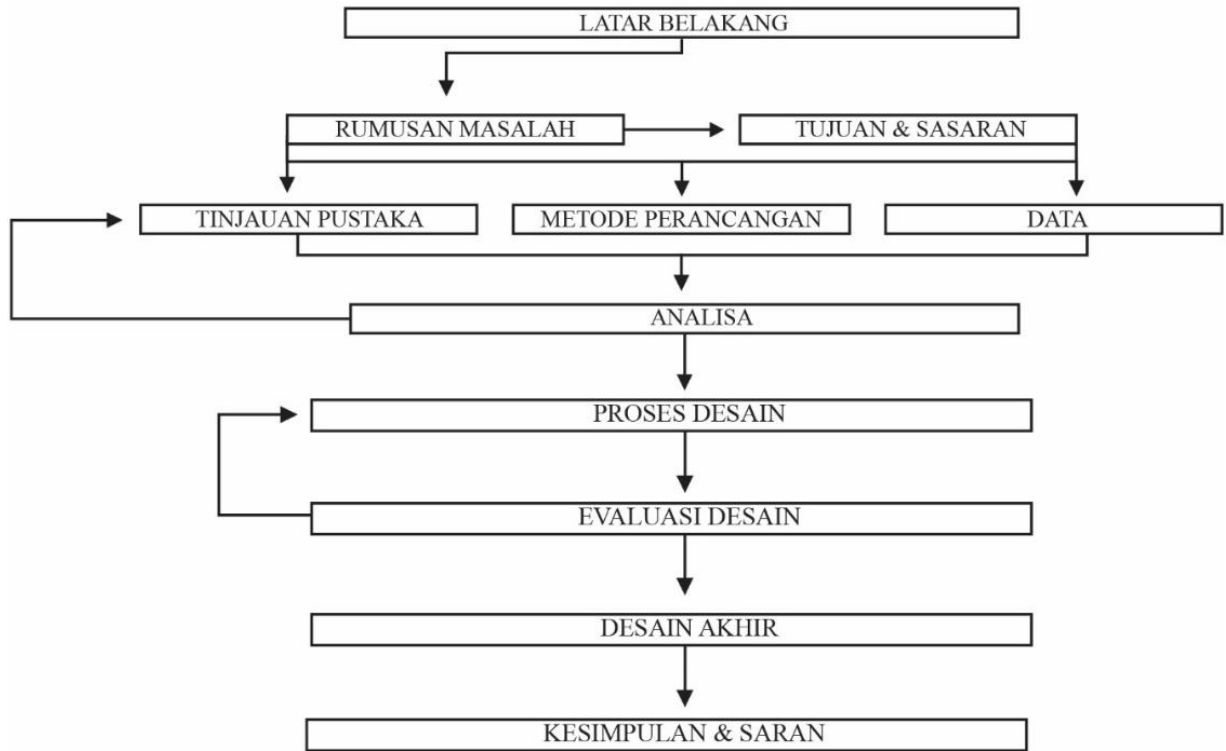 LATAR BELAKANG
RUMUSAN MASALAH
TUJUAN & SASARAN
TINJAUAN PUSTAKA
METODE PERANCANGAN
DATA
ANALISA
PROSES DESAIN
EVALUASI DESAIN
DESAIN AKHIR
KESIMPULAN & SARAN